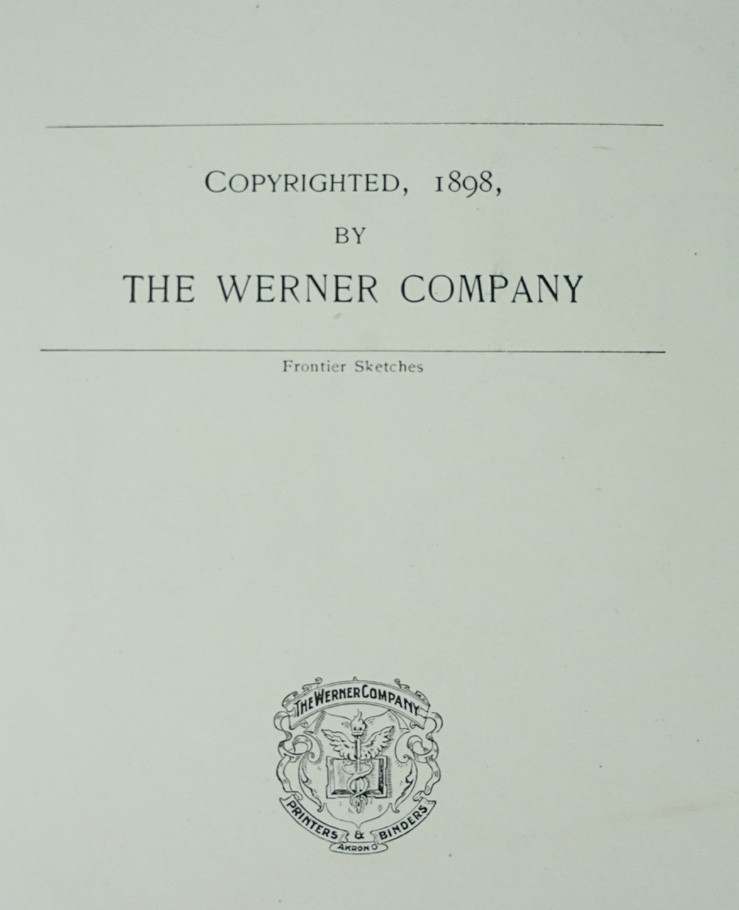 COPYRIGHTED, 1898,
BY
THE WERNER COMPANY
Frontier Sketches
THE WERNER COMPANY
PRINTERS & BINDERS
AKRON O